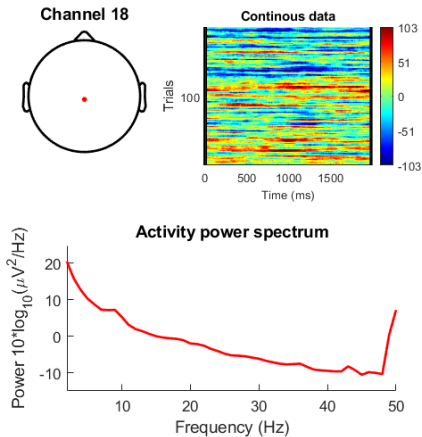 Channel 18
Continous data
Trials
100
0 500 1000 1500
Time (ms)
103
51
0
-51
-103
Activity power spectrum
Power 10*log10(μV2/Hz)
20
10
0
-10
10 20 30 40 50
Frequency (Hz)